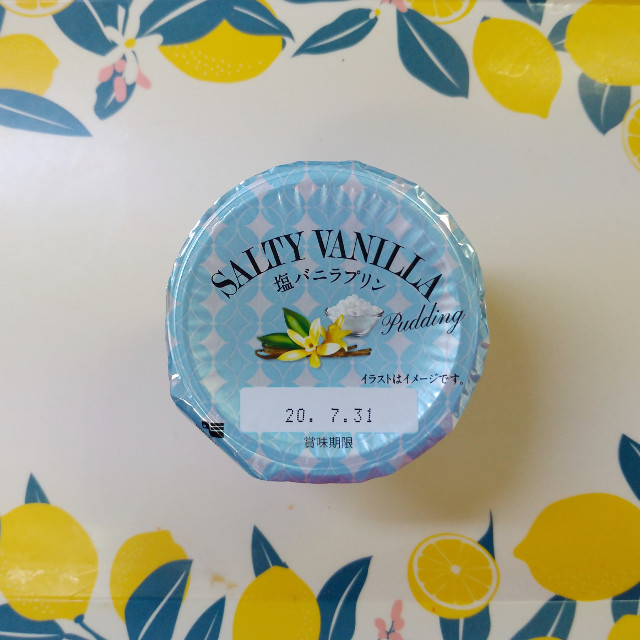 SALTY VANILLA
塩バニラプリン
Pudding
イラストはイメージです。
20. 7.31
賞味期限